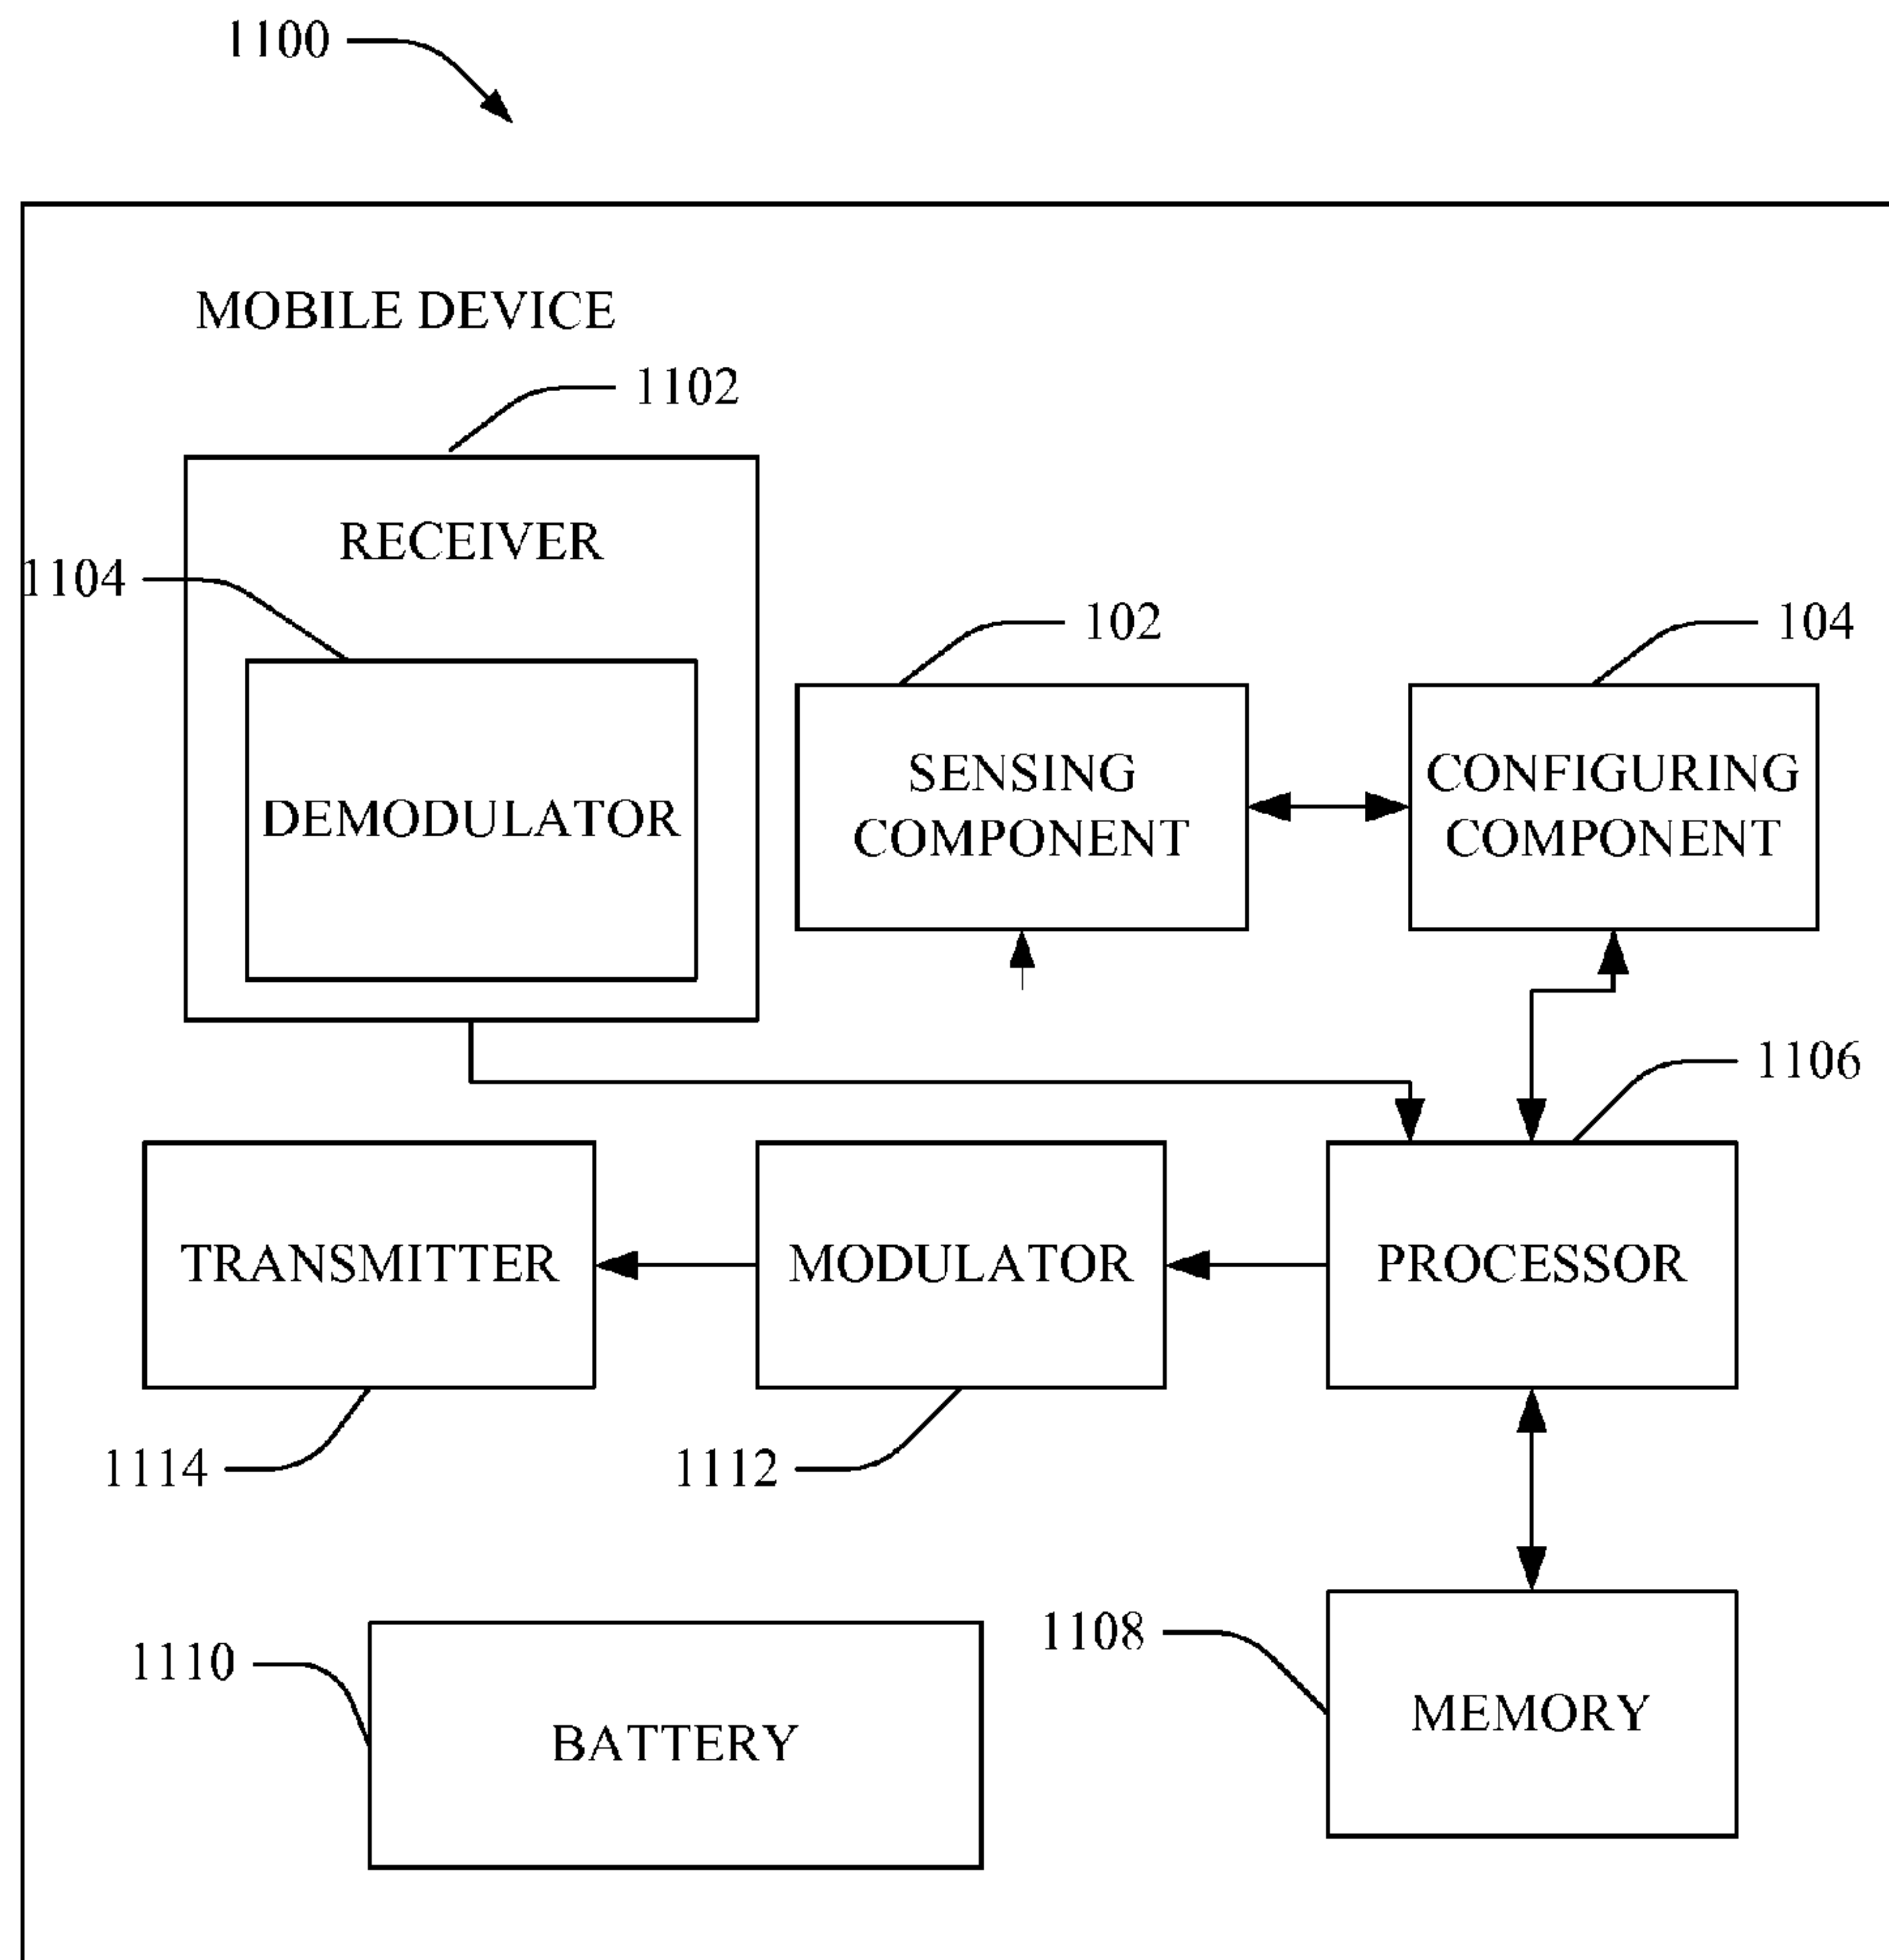 1100
MOBILE DEVICE
1102
RECEIVER
1104
DEMODULATOR
102
SENSING
COMPONENT
104
CONFIGURING
COMPONENT
1106
TRANSMITTER
MODULATOR
PROCESSOR
1114
1112
1110
BATTERY
1108
MEMORY